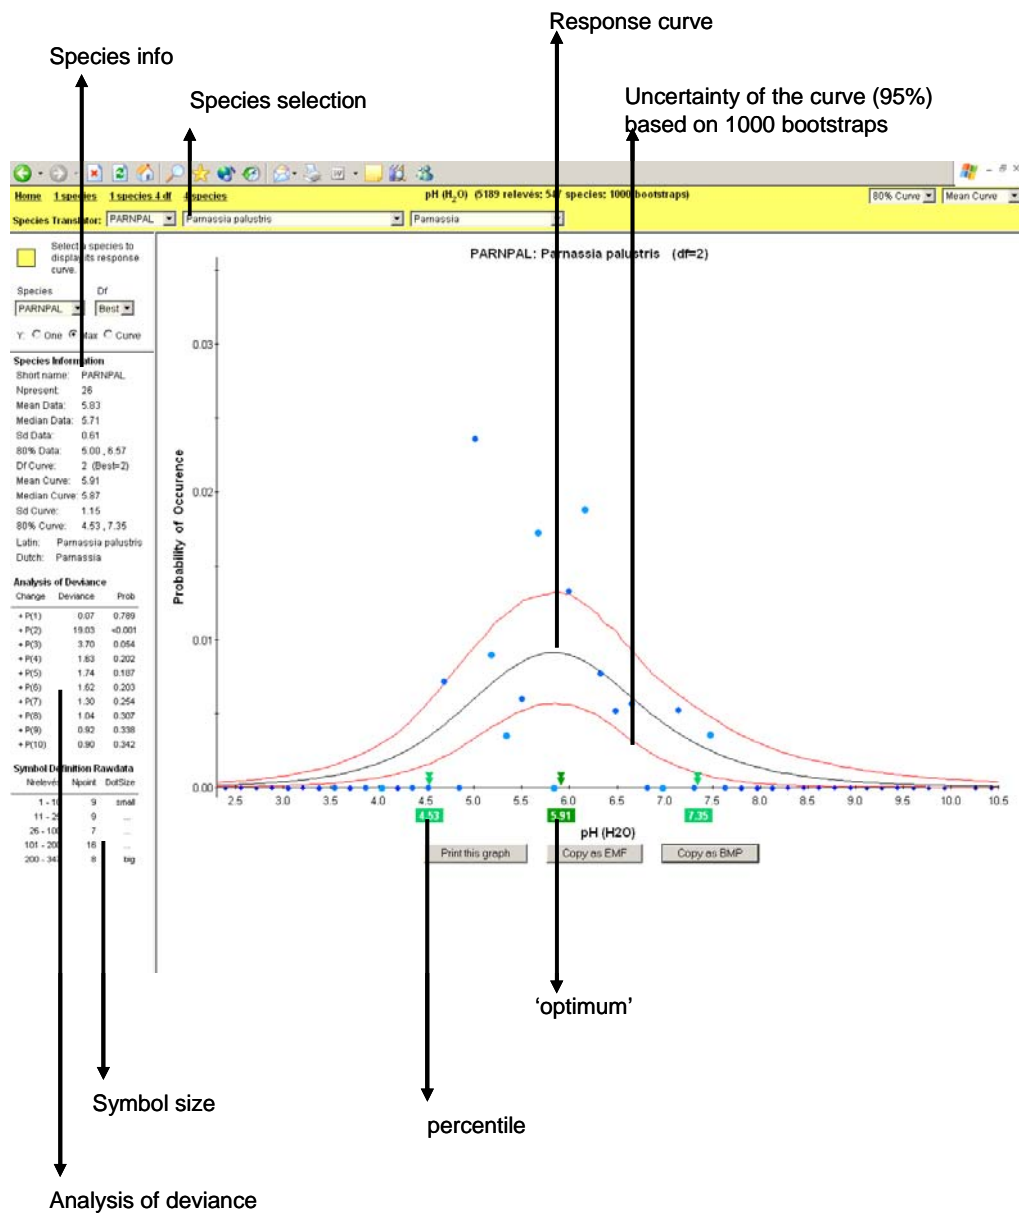 Response curve
Species info
Species selection
Uncertainty of the curve (95%)
based on 1000 bootstraps
Home 1 species 1 species 4 df 4 species pH (H2O) (5189 relevés; 547 species; 1000 bootstraps) 80% Curve Mean Curve
Species Translator: PARNPAL Parnassia palustris Parnassia
Select a species to
display its response
curve.
Species Df
PARNPAL Best
Y: One Max Curve
Species Information
Short name: PARNPAL
Npresent: 26
Mean Data: 5.83
Median Data: 5.71
Sd Data: 0.61
80% Data: 5.00 , 6.57
Df Curve: 2 (Best=2)
Mean Curve: 5.91
Median Curve: 5.87
Sd Curve: 1.15
80% Curve: 4.53 , 7.35
Latin: Parnassia palustris
Dutch: Parnassia
Analysis of Deviance
Change Deviance Prob
+ P(1) 0.07 0.789
+ P(2) 19.03 <0.001
+ P(3) 3.70 0.054
+ P(4) 1.63 0.202
+ P(5) 1.74 0.187
+ P(6) 1.62 0.203
+ P(7) 1.30 0.254
+ P(8) 1.04 0.307
+ P(9) 0.92 0.338
+ P(10) 0.90 0.342
Symbol Definition Rawdata
Nrelevés Npoint DotSize
1 - 10 9 small
11 - 25 9 ...
26 - 100 7 ...
101 - 200 16 ...
200 - 343 8 big
PARNPAL: Parnassia palustris (df=2)
Probability of Occurence
0.03
0.02
0.01
0.00
2.5 3.0 3.5 4.0 4.5 5.0 5.5 6.0 6.5 7.0 7.5 8.0 8.5 9.0 9.5 10.0 10.5
4.53 5.91 7.35
pH (H2O)
Print this graph Copy as EMF Copy as BMP
'optimum'
Symbol size
percentile
Analysis of deviance